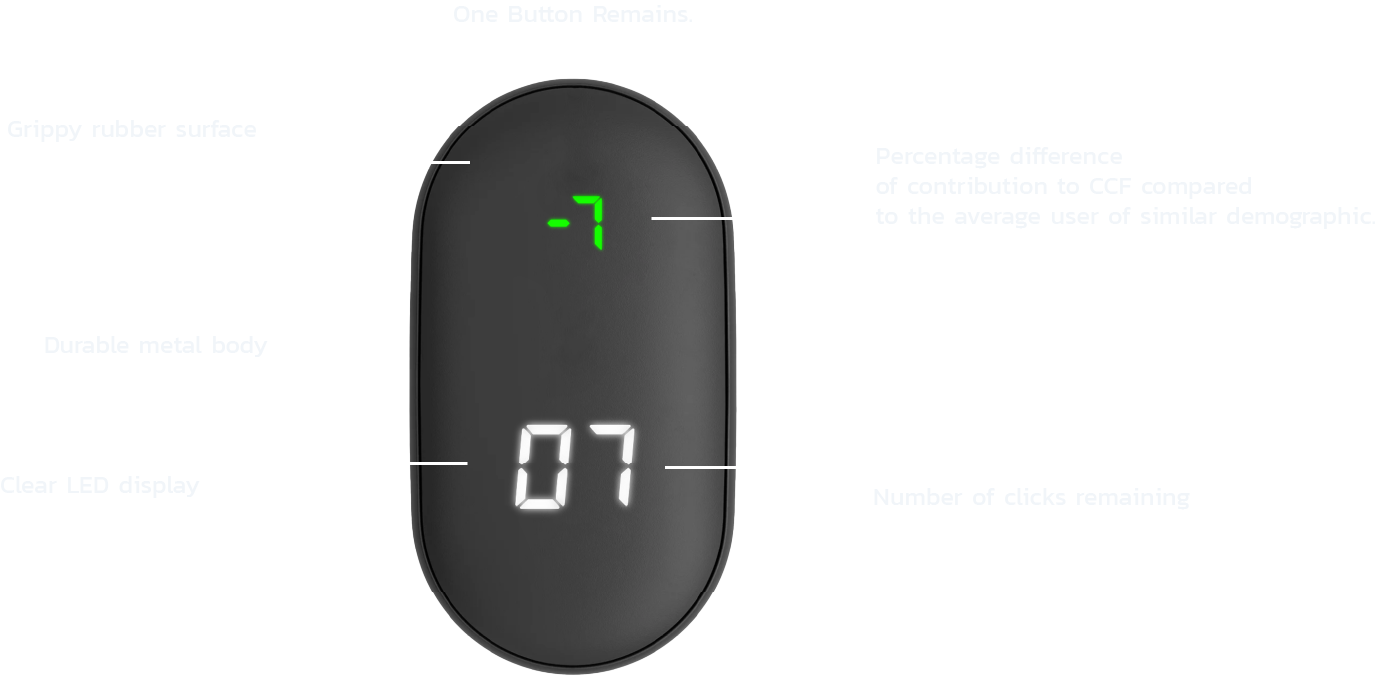 One Button Remains.
Grippy rubber surface
Percentage difference
of contribution to CCF compared
to the average user of similar demographic.
-7
Durable metal body
07
Clear LED display
Number of clicks remaining